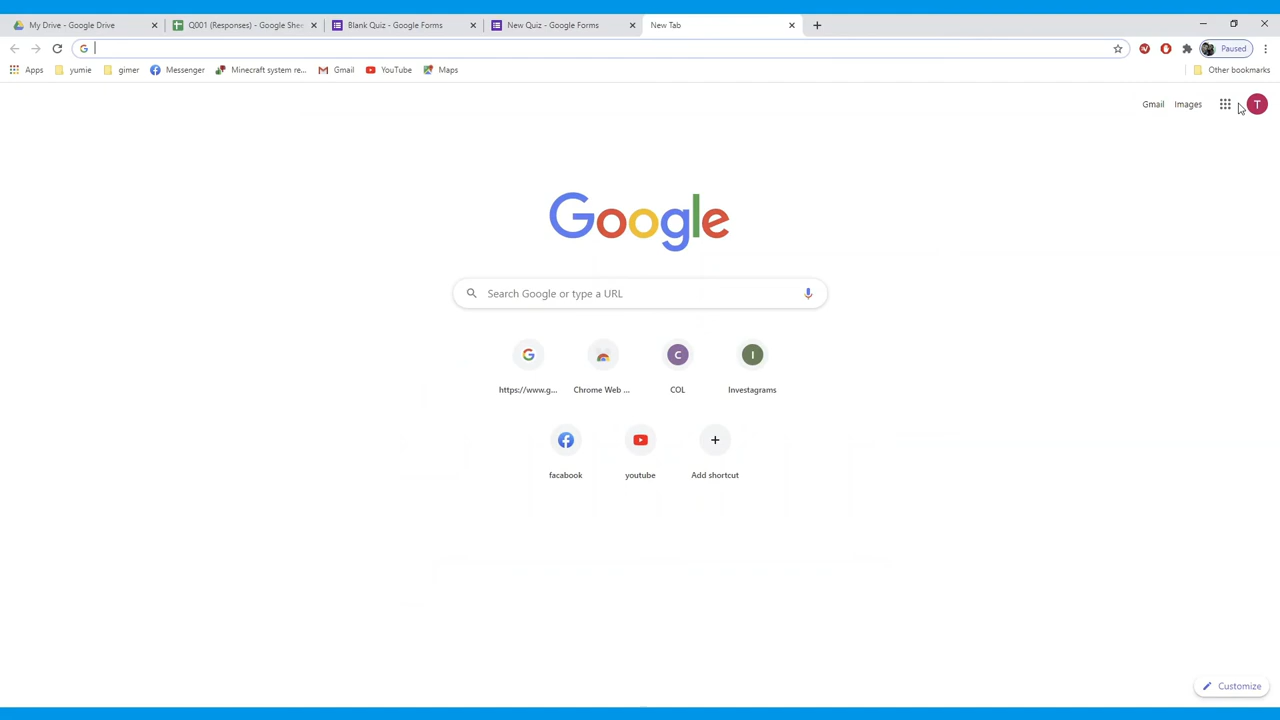 My Drive - Google Drive
Q001 (Responses) - Google Shee
Blank Quiz - Google Forms
New Quiz - Google Forms
New Tab
Paused
Apps
yumie
gimer
Messenger
Minecraft system re...
Gmail
YouTube
Maps
Other bookmarks
Gmail
Images
T
Google
Search Google or type a URL
C
I
https://www.g...
Chrome Web ...
COL
Investagrams
facabook
youtube
Add shortcut
Customize